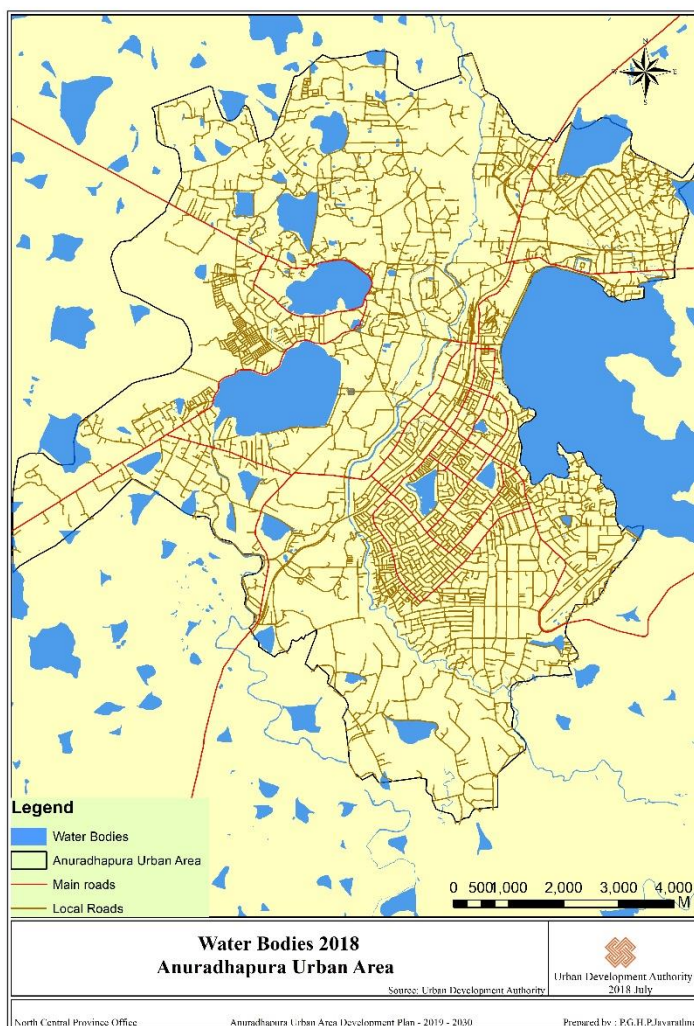 N
W
E
S
Legend
Water Bodies
Anuradhapura Urban Area
Main roads
Local Roads
0 500 1,000 2,000 3,000 4,000
M
Water Bodies 2018
Anuradhapura Urban Area
Source: Urban Development Authority
Urban Development Authority
2018 July
North Central Province Office
Anuradhapura Urban Area Development Plan - 2019 - 2030
Prepared by : P.G.H.P.Jayarathna